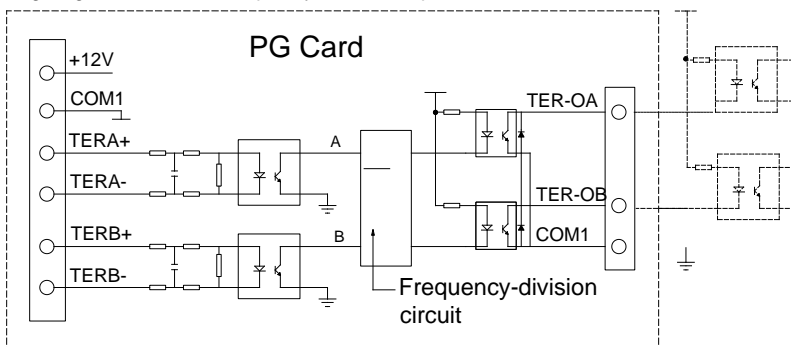 PG Card
+12V
COM1
TERA+
TERA-
TERB+
TERB-
A
B
TER-OA
TER-OB
COM1
Frequency-division
circuit